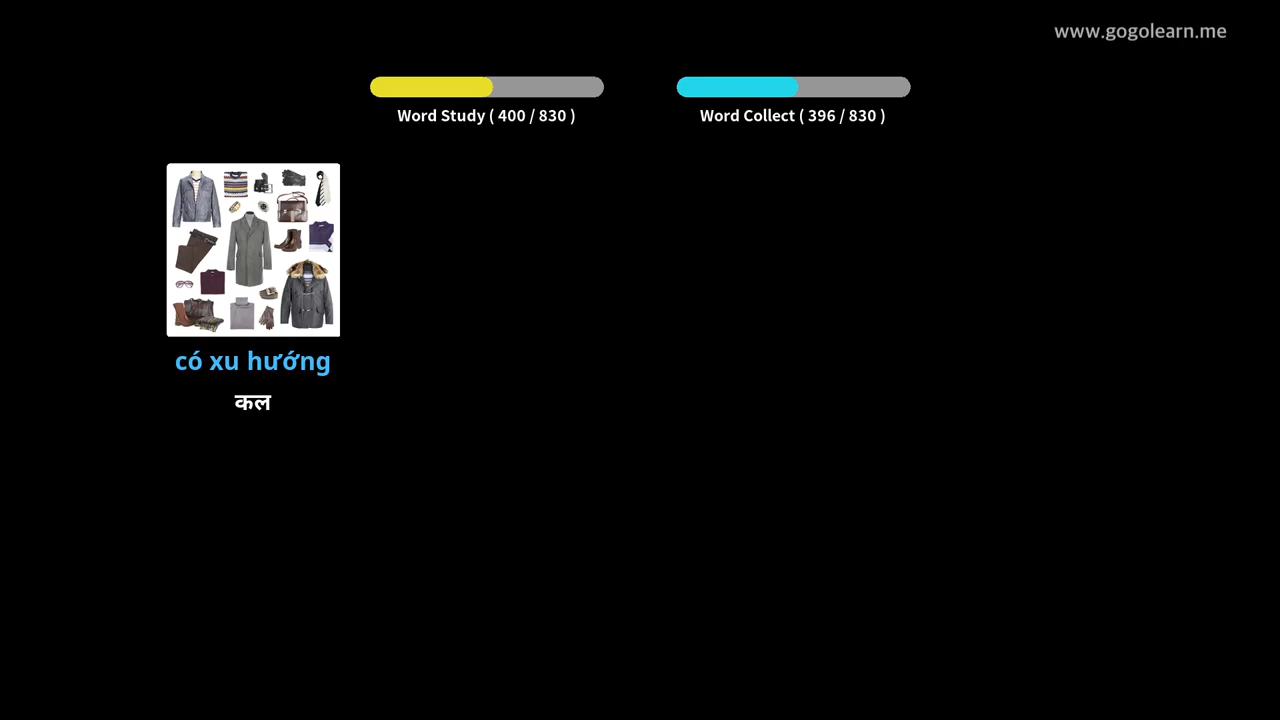 www.gogolearn.me
Word Study ( 400 / 830 )
Word Collect ( 396 / 830 )
có xu hướng
कल